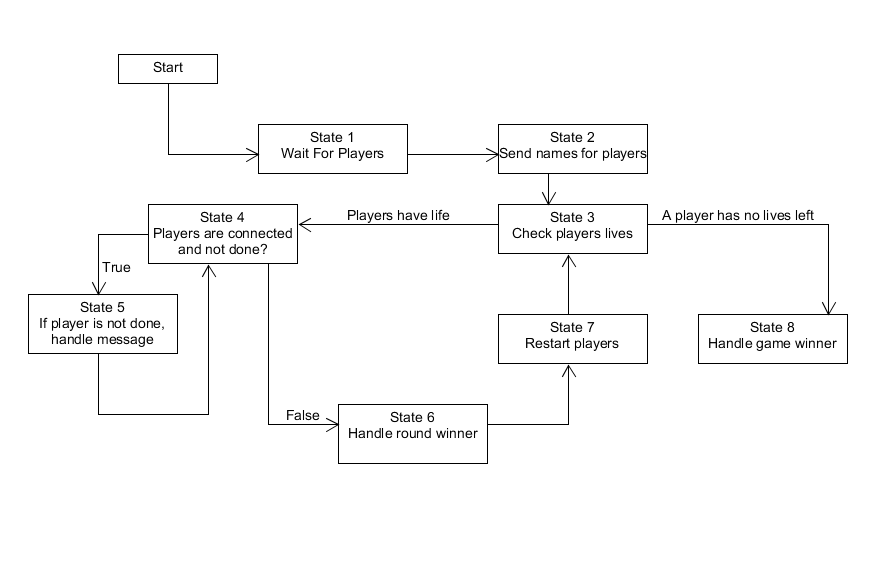 Start
State 1
Wait For Players
State 2
Send names for players
State 3
Check players lives
Players have life
A player has no lives left
State 4
Players are connected
and not done?
True
State 5
If player is not done,
handle message
False
State 6
Handle round winner
State 7
Restart players
State 8
Handle game winner